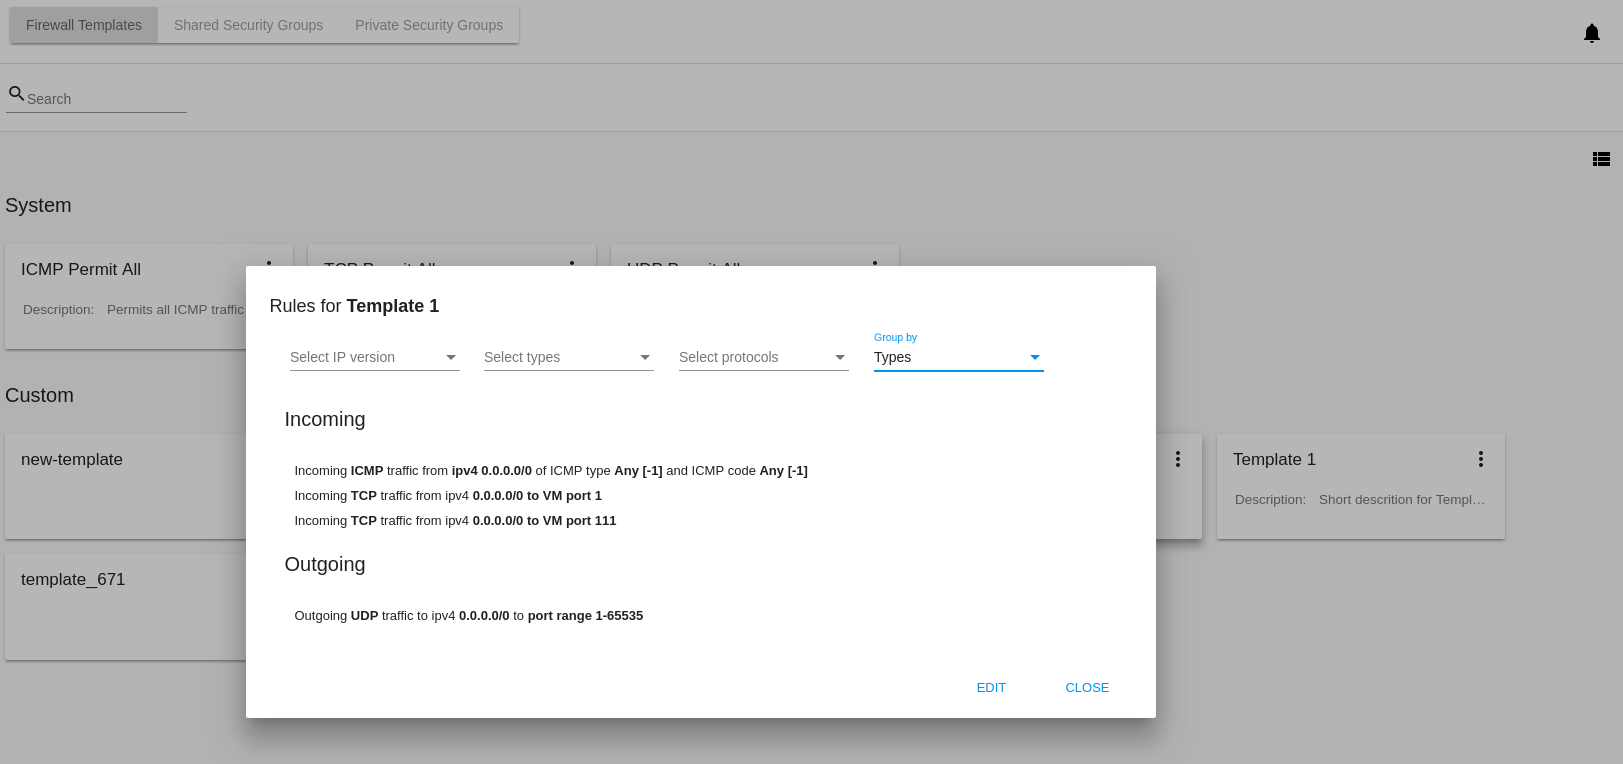 Firewall Templates Shared Security Groups Private Security Groups
Search
System
ICMP Permit All
Description: Permits all ICMP traffic
Rules for Template 1
Group by
Select IP version Select types Select protocols Types
Incoming
Incoming ICMP traffic from ipv4 0.0.0.0/0 of ICMP type Any [-1] and ICMP code Any [-1]
Incoming TCP traffic from ipv4 0.0.0.0/0 to VM port 1
Incoming TCP traffic from ipv4 0.0.0.0/0 to VM port 111
Outgoing
Outgoing UDP traffic to ipv4 0.0.0.0/0 to port range 1-65535
EDIT CLOSE
Custom
new-template
Template 1
Description: Short descrition for Templ…
template_671